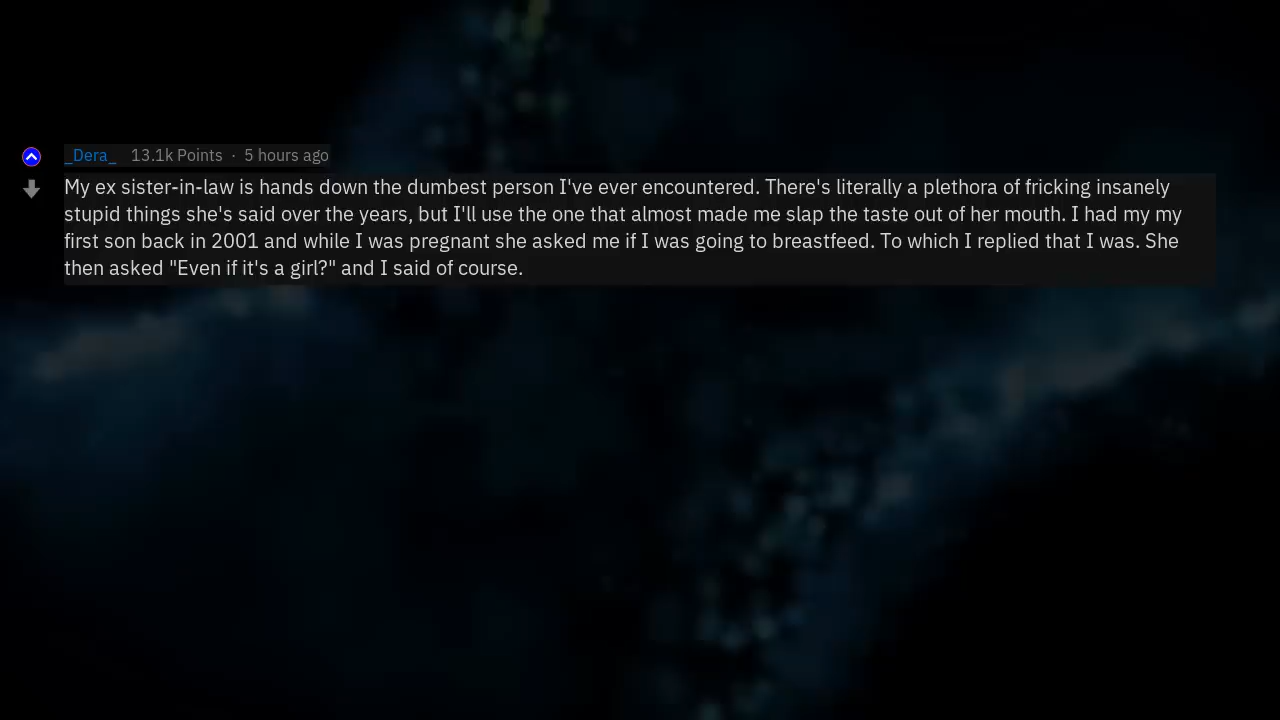 _Dera_ 13.1k Points · 5 hours ago
My ex sister-in-law is hands down the dumbest person I've ever encountered. There's literally a plethora of fricking insanely
stupid things she's said over the years, but I'll use the one that almost made me slap the taste out of her mouth. I had my my
first son back in 2001 and while I was pregnant she asked me if I was going to breastfeed. To which I replied that I was. She
then asked "Even if it's a girl?" and I said of course.